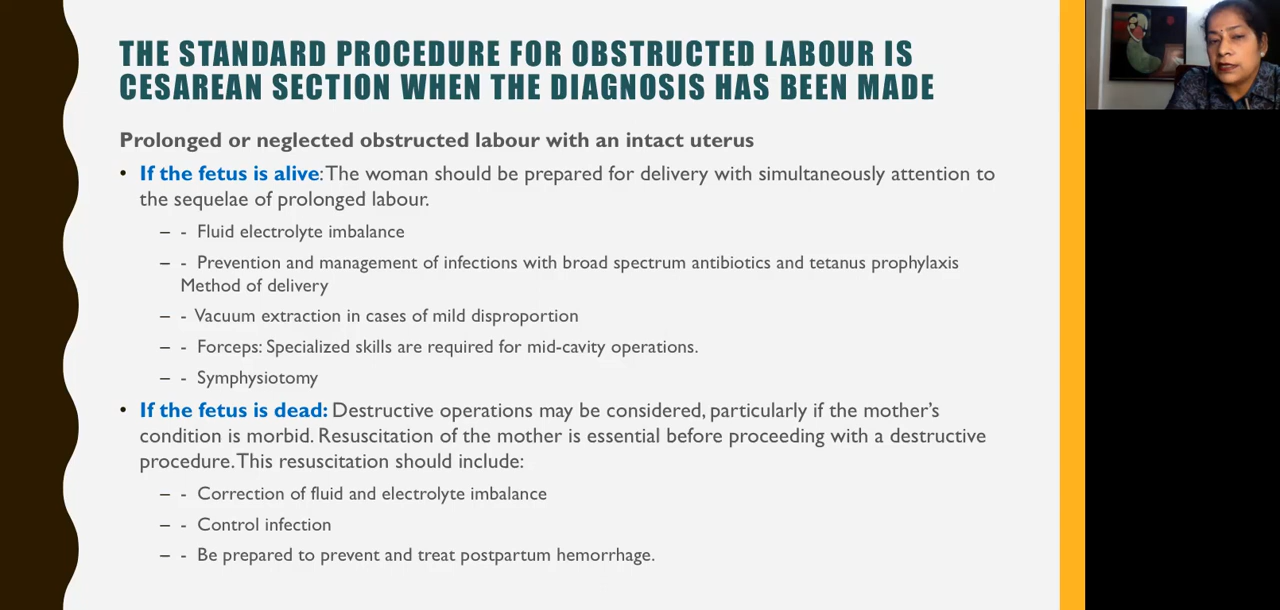 THE STANDARD PROCEDURE FOR OBSTRUCTED LABOUR IS
CESAREAN SECTION WHEN THE DIAGNOSIS HAS BEEN MADE
Prolonged or neglected obstructed labour with an intact uterus
• If the fetus is alive: The woman should be prepared for delivery with simultaneously attention to
the sequelae of prolonged labour.
– - Fluid electrolyte imbalance
– - Prevention and management of infections with broad spectrum antibiotics and tetanus prophylaxis
Method of delivery
– - Vacuum extraction in cases of mild disproportion
– - Forceps: Specialized skills are required for mid-cavity operations.
– - Symphysiotomy
• If the fetus is dead: Destructive operations may be considered, particularly if the mother's
condition is morbid. Resuscitation of the mother is essential before proceeding with a destructive
procedure. This resuscitation should include:
– - Correction of fluid and electrolyte imbalance
– - Control infection
– - Be prepared to prevent and treat postpartum hemorrhage.